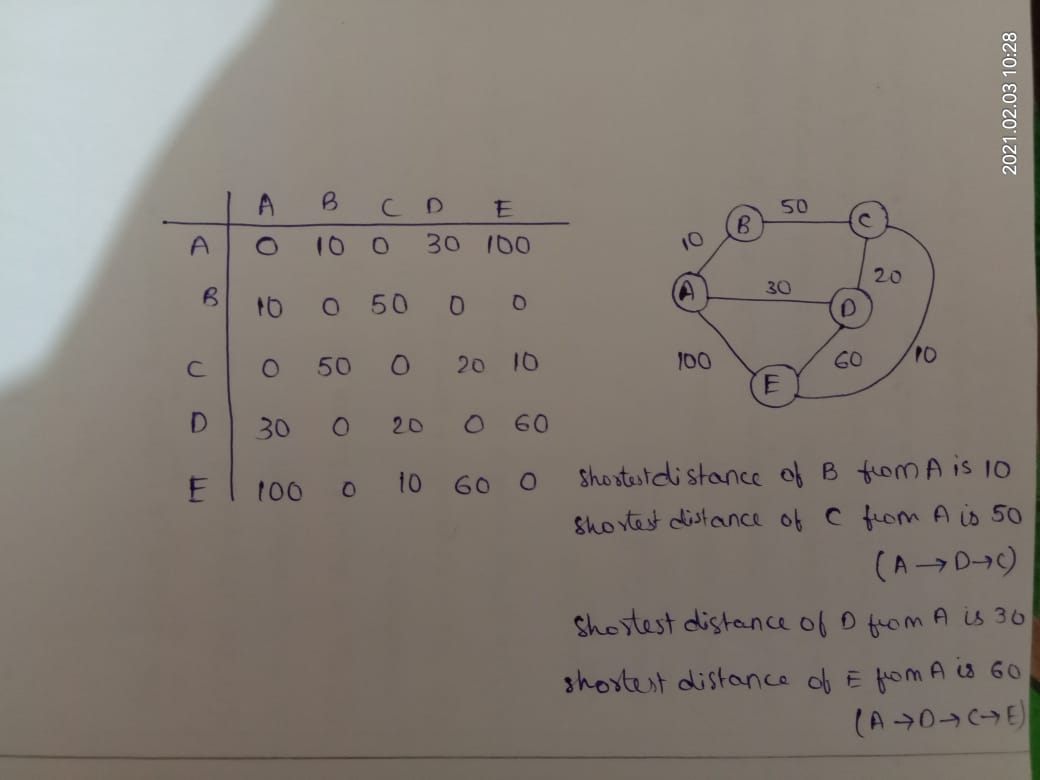 2021.02.03 10:28
A B C D E
A 0 10 0 30 100
B 10 0 50 0 0
C 0 50 0 20 10
D 30 0 20 0 60
E 100 0 10 60 0
B 50 C
10
A 30 D 20
100 E 60 10
shortest distance of B from A is 10
shortest distance of C from A is 50
(A → D → C)
shortest distance of D from A is 30
shortest distance of E from A is 60
(A → D → C → E)